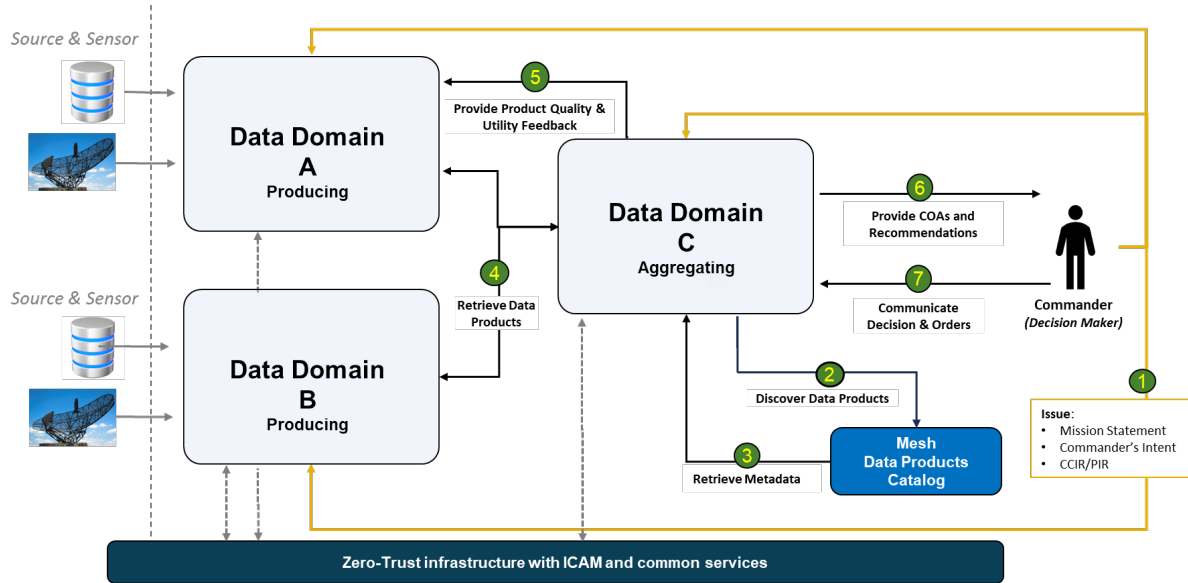 Source & Sensor
Data Domain
A
Producing
5
Provide Product Quality &
Utility Feedback
Data Domain
C
Aggregating
6
Provide COAs and
Recommendations
4
Retrieve Data
Products
7
Communicate
Decision & Orders
Commander
(Decision Maker)
Source & Sensor
Data Domain
B
Producing
2
Discover Data Products
1
Issue:
• Mission Statement
• Commander's Intent
• CCIR/PIR
3
Retrieve Metadata
Mesh
Data Products
Catalog
Zero-Trust infrastructure with ICAM and common services